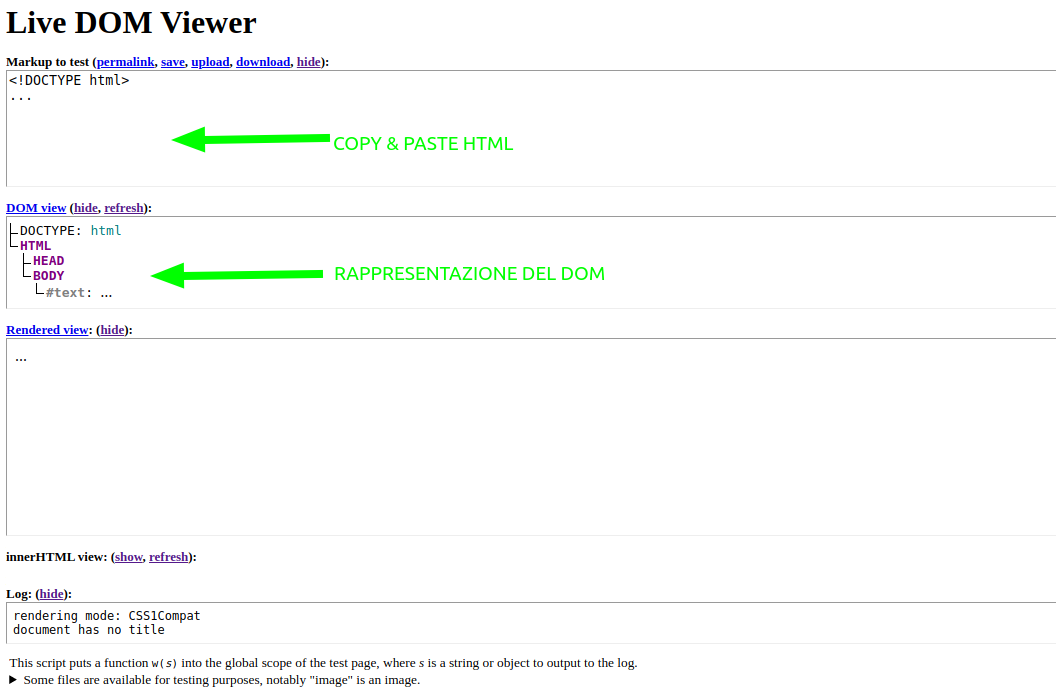 Live DOM Viewer
Markup to test (permalink, save, upload, download, hide):
<!DOCTYPE html>
...
COPY & PASTE HTML
DOM view (hide, refresh):
DOCTYPE: html
HTML
HEAD
BODY
RAPPRESENTAZIONE DEL DOM
#text: ...
Rendered view: (hide):
...
innerHTML view: (show, refresh):
Log: (hide):
rendering mode: CSS1Compat
document has no title
This script puts a function w(s) into the global scope of the test page, where s is a string or object to output to the log.
▶ Some files are available for testing purposes, notably "image" is an image.